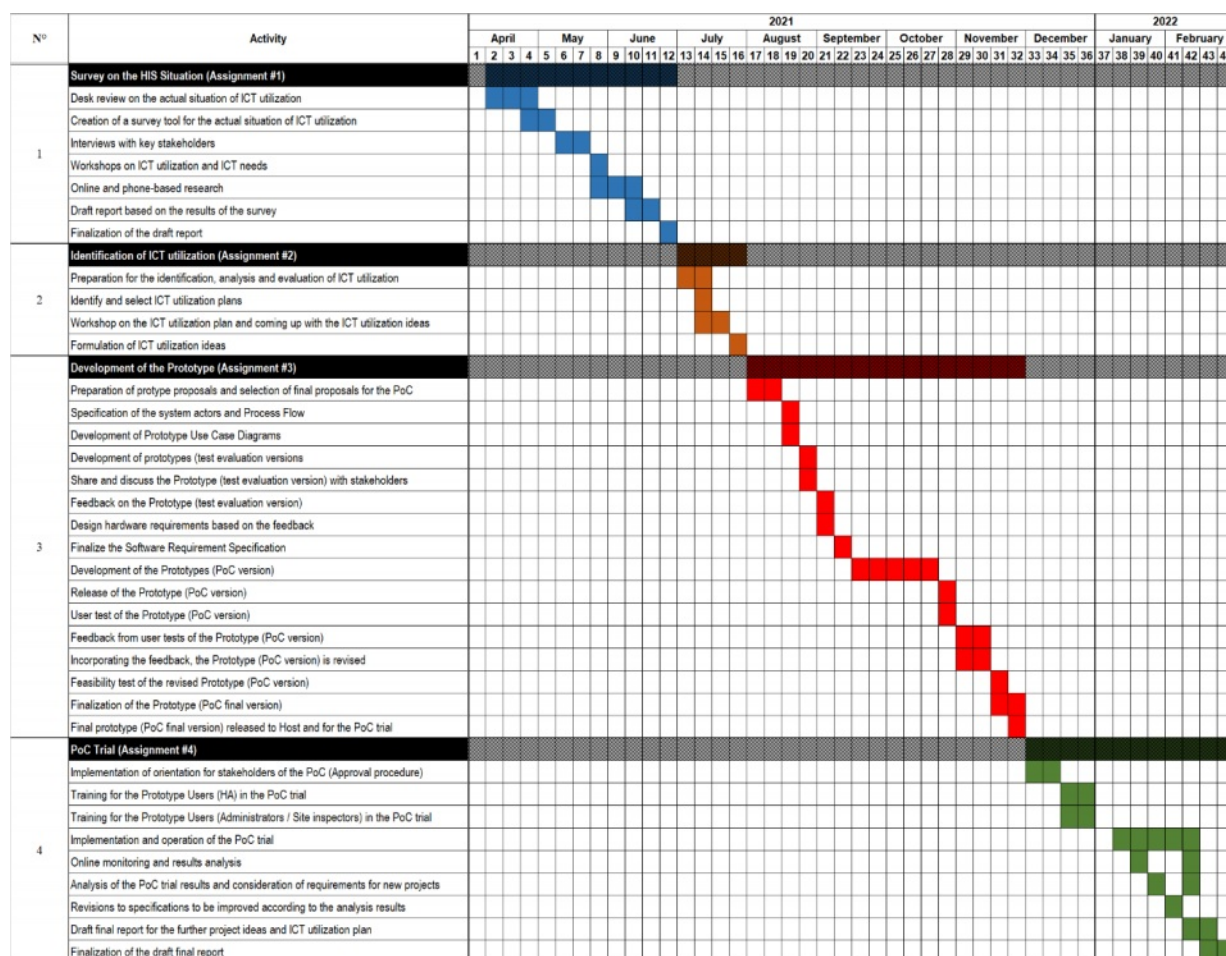 2021 2022
N° Activity April May June July August September October November December January February
1 2 3 4 5 6 7 8 9 10 11 12 13 14 15 16 17 18 19 20 21 22 23 24 25 26 27 28 29 30 31 32 33 34 35 36 37 38 39 40 41 42 43
Survey on the HIS Situation (Assignment #1)
Desk review on the actual situation of ICT utilization
Creation of a survey tool for the actual situation of ICT utilization
1 Interviews with key stakeholders
Workshops on ICT utilization and ICT needs
Online and phone-based research
Draft report based on the results of the survey
Finalization of the draft report
Identification of ICT utilization (Assignment #2)
Preparation for the identification, analysis and evaluation of ICT utilization
2 Identify and select ICT utilization plans
Workshop on the ICT utilization plan and coming up with the ICT utilization ideas
Formulation of ICT utilization ideas
Development of the Prototype (Assignment #3)
Preparation of protype proposals and selection of final proposals for the PoC
Specification of the system actors and Process Flow
Development of Prototype Use Case Diagrams
Development of prototypes (test evaluation versions
Share and discuss the Prototype (test evaluation version) with stakeholders
Feedback on the Prototype (test evaluation version)
Design hardware requirements based on the feedback
3 Finalize the Software Requirement Specification
Development of the Prototypes (PoC version)
Release of the Prototype (PoC version)
User test of the Prototype (PoC version)
Feedback from user tests of the Prototype (PoC version)
Incorporating the feedback, the Prototype (PoC version) is revised
Feasibility test of the revised Prototype (PoC version)
Finalization of the Prototype (PoC final version)
Final prototype (PoC final version) released to Host and for the PoC trial
PoC Trial (Assignment #4)
Implementation of orientation for stakeholders of the PoC (Approval procedure)
Training for the Prototype Users (HA) in the PoC trial
Training for the Prototype Users (Administrators / Site inspectors) in the PoC trial
Implementation and operation of the PoC trial
4 Online monitoring and results analysis
Analysis of the PoC trial results and consideration of requirements for new projects
Revisions to specifications to be improved according to the analysis results
Draft final report for the further project ideas and ICT utilization plan
Finalization of the draft final report